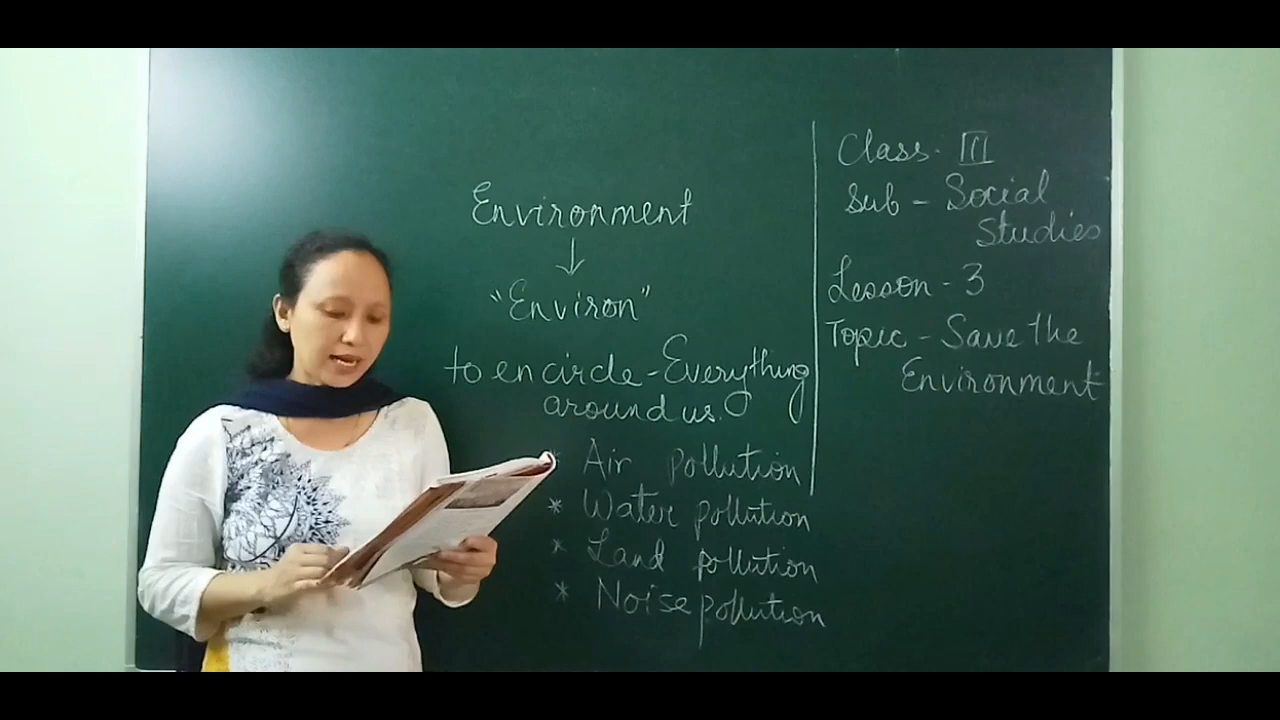 Environment
↓
"Environ"
to encircle - Everything
around us.
* Air pollution
* Water pollution
* Land pollution
* Noise pollution
Class. III
Sub - Social
Studies
Lesson - 3
Topic - Save the
Environment